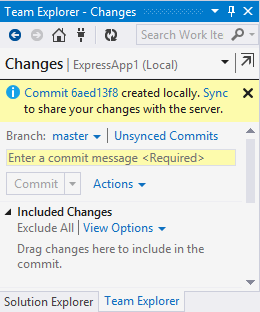 Team Explorer - Changes
Search Work Ite
Changes | ExpressApp1 (Local)
Commit 6aed13f8 created locally. Sync
to share your changes with the server.
Branch: master | Unsynced Commits
Enter a commit message <Required>
Commit Actions
Included Changes
Exclude All | View Options
Drag changes here to include in the
commit.
Solution Explorer Team Explorer